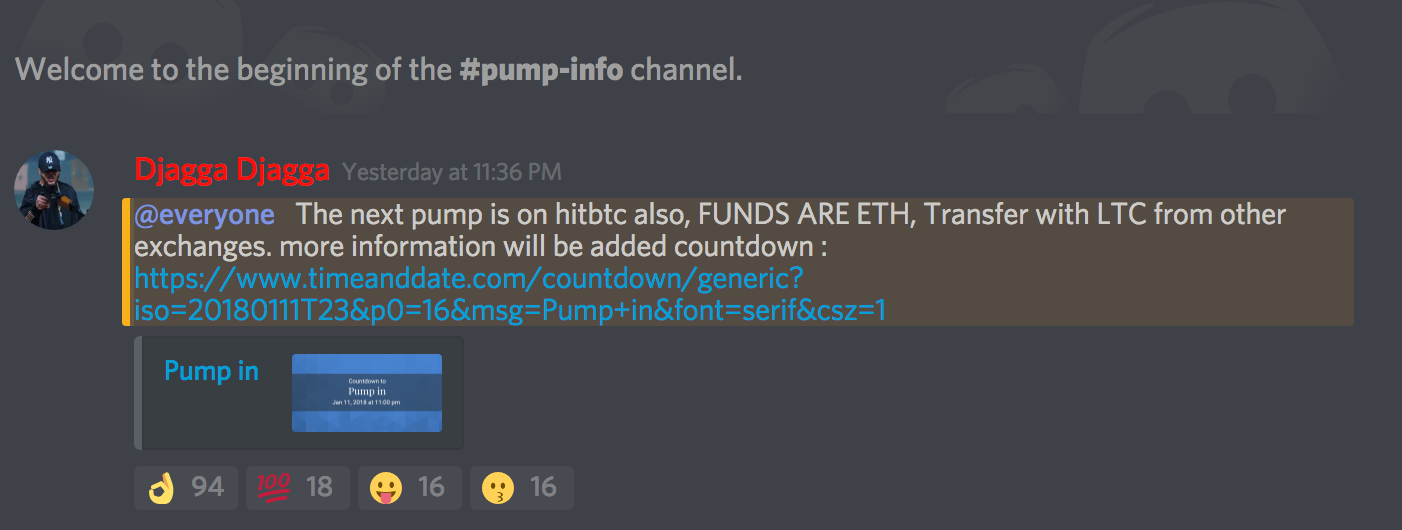 Welcome to the beginning of the #pump-info channel.
Djagga Djagga Yesterday at 11:36 PM
@everyone The next pump is on hitbtc also, FUNDS ARE ETH, Transfer with LTC from other
exchanges. more information will be added countdown :
https://www.timeanddate.com/countdown/generic?
iso=20180111T23&p0=16&msg=Pump+in&font=serif&csz=1
Pump in
Countdown to
Pump in
Jan 11, 2018 at 11:00 pm
94 100 18 16 16